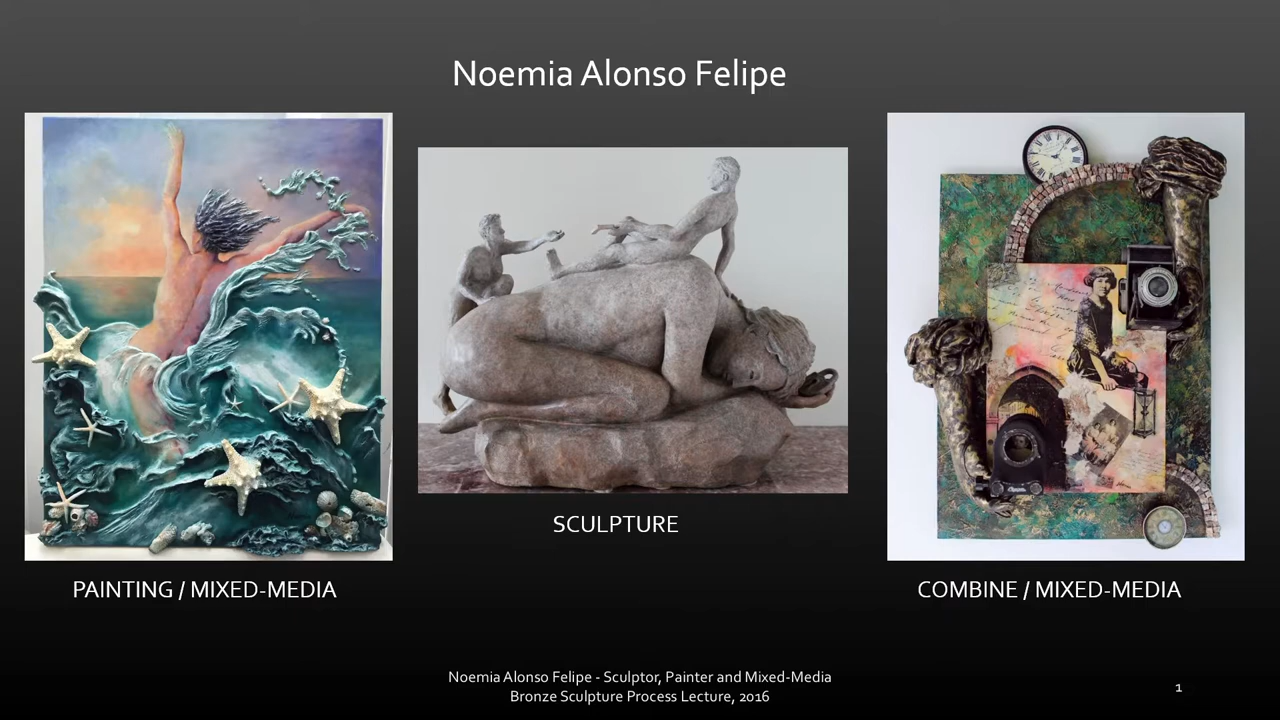 Noemia Alonso Felipe
SCULPTURE
PAINTING / MIXED-MEDIA
COMBINE / MIXED-MEDIA
Noemia Alonso Felipe - Sculptor, Painter and Mixed-Media
Bronze Sculpture Process Lecture, 2016
1